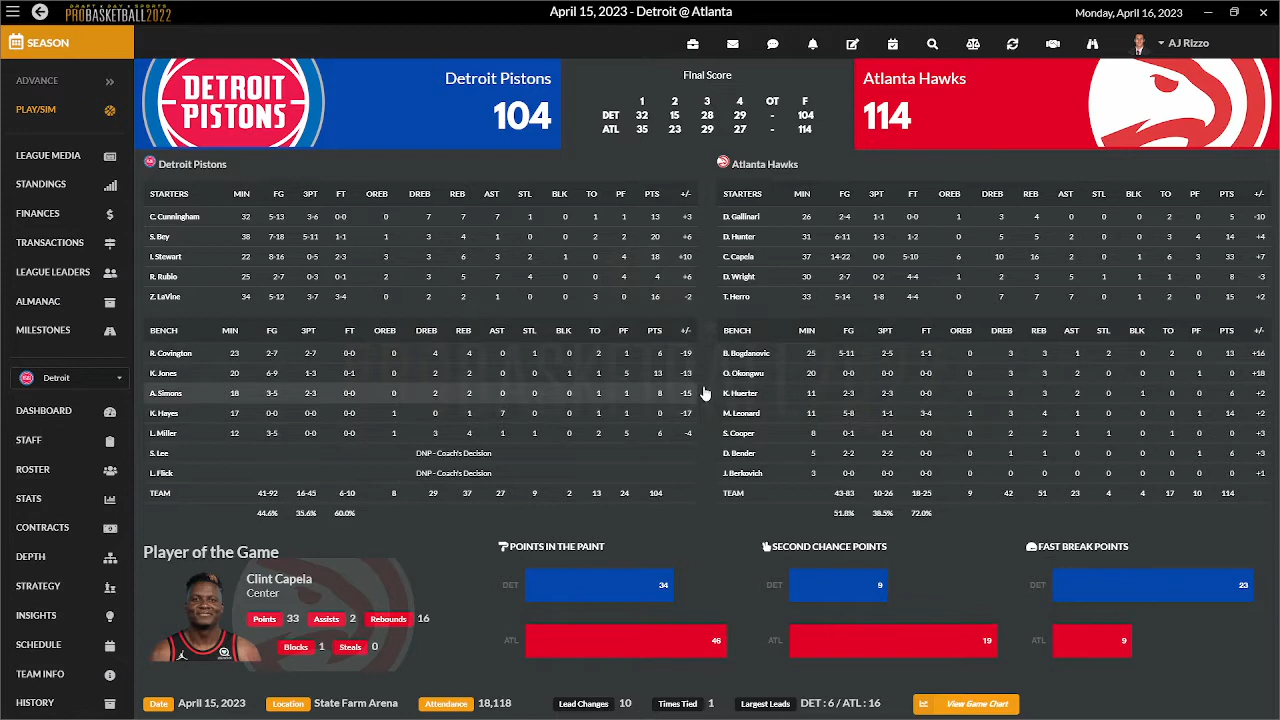 DRAFT DAY SPORTS
PROBASKETBALL2022
April 15, 2023 - Detroit @ Atlanta
Monday, April 16, 2023
SEASON
AJ Rizzo
ADVANCE
PLAY/SIM
LEAGUE MEDIA
STANDINGS
FINANCES
TRANSACTIONS
LEAGUE LEADERS
ALMANAC
MILESTONES
Detroit
DASHBOARD
STAFF
ROSTER
STATS
CONTRACTS
DEPTH
STRATEGY
INSIGHTS
SCHEDULE
TEAM INFO
HISTORY
DETROIT
PISTONS
Detroit Pistons
104
Final Score
1 2 3 4 OT F
DET 32 15 28 29 - 104
ATL 35 23 29 27 - 114
Atlanta Hawks
114
Detroit Pistons
STARTERS MIN FG 3PT FT OREB DREB REB AST STL BLK TO PF PTS +/-
C. Cunningham 32 5-13 3-6 0-0 0 7 7 7 1 0 1 1 13 +3
S. Bey 38 7-18 5-11 1-1 1 3 4 1 0 0 2 2 20 +6
I. Stewart 22 8-16 0-5 2-3 3 3 6 3 2 1 0 4 18 +10
R. Rubio 25 2-7 0-3 0-1 2 3 5 7 4 0 0 4 4 +6
Z. LaVine 34 5-12 3-7 3-4 0 2 2 1 0 0 3 0 16 -2
BENCH MIN FG 3PT FT OREB DREB REB AST STL BLK TO PF PTS +/-
R. Covington 23 2-7 2-7 0-0 0 4 4 0 1 0 2 1 6 -19
K. Jones 20 6-9 1-3 0-1 0 2 2 0 0 1 1 5 13 -13
A. Simons 18 3-5 2-3 0-0 0 2 2 0 0 0 1 1 8 -15
K. Hayes 17 0-0 0-0 0-0 1 0 1 7 0 0 1 1 0 -17
L. Miller 12 3-5 0-0 0-0 1 3 4 1 1 0 2 5 6 -4
S. Lee DNP - Coach's Decision
L. Flick DNP - Coach's Decision
TEAM 41-92 16-45 6-10 8 29 37 27 9 2 13 24 104
44.6% 35.6% 60.0%
Atlanta Hawks
STARTERS MIN FG 3PT FT OREB DREB REB AST STL BLK TO PF PTS +/-
D. Gallinari 26 2-4 1-1 0-0 1 3 4 0 0 0 2 0 5 -10
D. Hunter 31 6-11 1-3 1-2 0 5 5 2 0 0 3 2 14 +4
C. Capela 37 14-22 0-0 5-10 6 10 16 2 0 1 6 3 33 +7
D. Wright 30 2-7 0-2 4-4 1 2 3 5 1 1 1 0 8 -3
T. Herro 33 5-14 1-8 4-4 0 7 7 7 0 1 0 2 15 +2
BENCH MIN FG 3PT FT OREB DREB REB AST STL BLK TO PF PTS +/-
B. Bogdanovic 25 5-11 2-5 1-1 0 3 3 1 2 0 2 0 13 +16
O. Okongwu 20 0-0 0-0 0-0 0 3 3 2 0 0 2 2 0 +18
K. Huerter 11 2-3 2-3 0-0 0 3 3 2 0 1 0 0 6 +2
M. Leonard 11 5-8 1-1 3-4 1 3 4 1 0 0 0 1 14 +2
S. Cooper 8 0-1 0-1 0-0 0 2 2 1 1 0 1 0 0 +3
D. Bender 5 2-2 2-2 0-0 0 1 1 0 0 0 0 1 0 6 +3
J. Berkovich 3 0-0 0-0 0-0 0 0 0 0 0 0 0 0 0 +1
TEAM 43-83 10-26 18-25 9 42 51 23 4 4 17 10 114
51.8% 38.5% 72.0%
Player of the Game
Clint Capela
Center
Points 33 Assists 2 Rebounds 16
Blocks 1 Steals 0
POINTS IN THE PAINT
DET 34
ATL 46
SECOND CHANCE POINTS
DET 9
ATL 19
FAST BREAK POINTS
DET 23
ATL 9
Date April 15, 2023 Location State Farm Arena Attendance 18,118 Lead Changes 10 Times Tied 1 Largest Leads DET : 6 / ATL : 16 View Game Chart